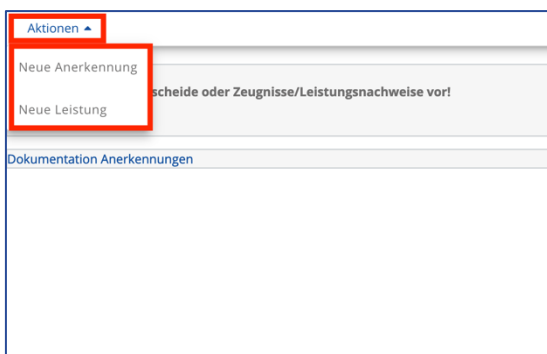 Aktionen
Neue Anerkennung
scheide oder Zeugnisse/Leistungsnachweise vor!
Neue Leistung
Dokumentation Anerkennungen